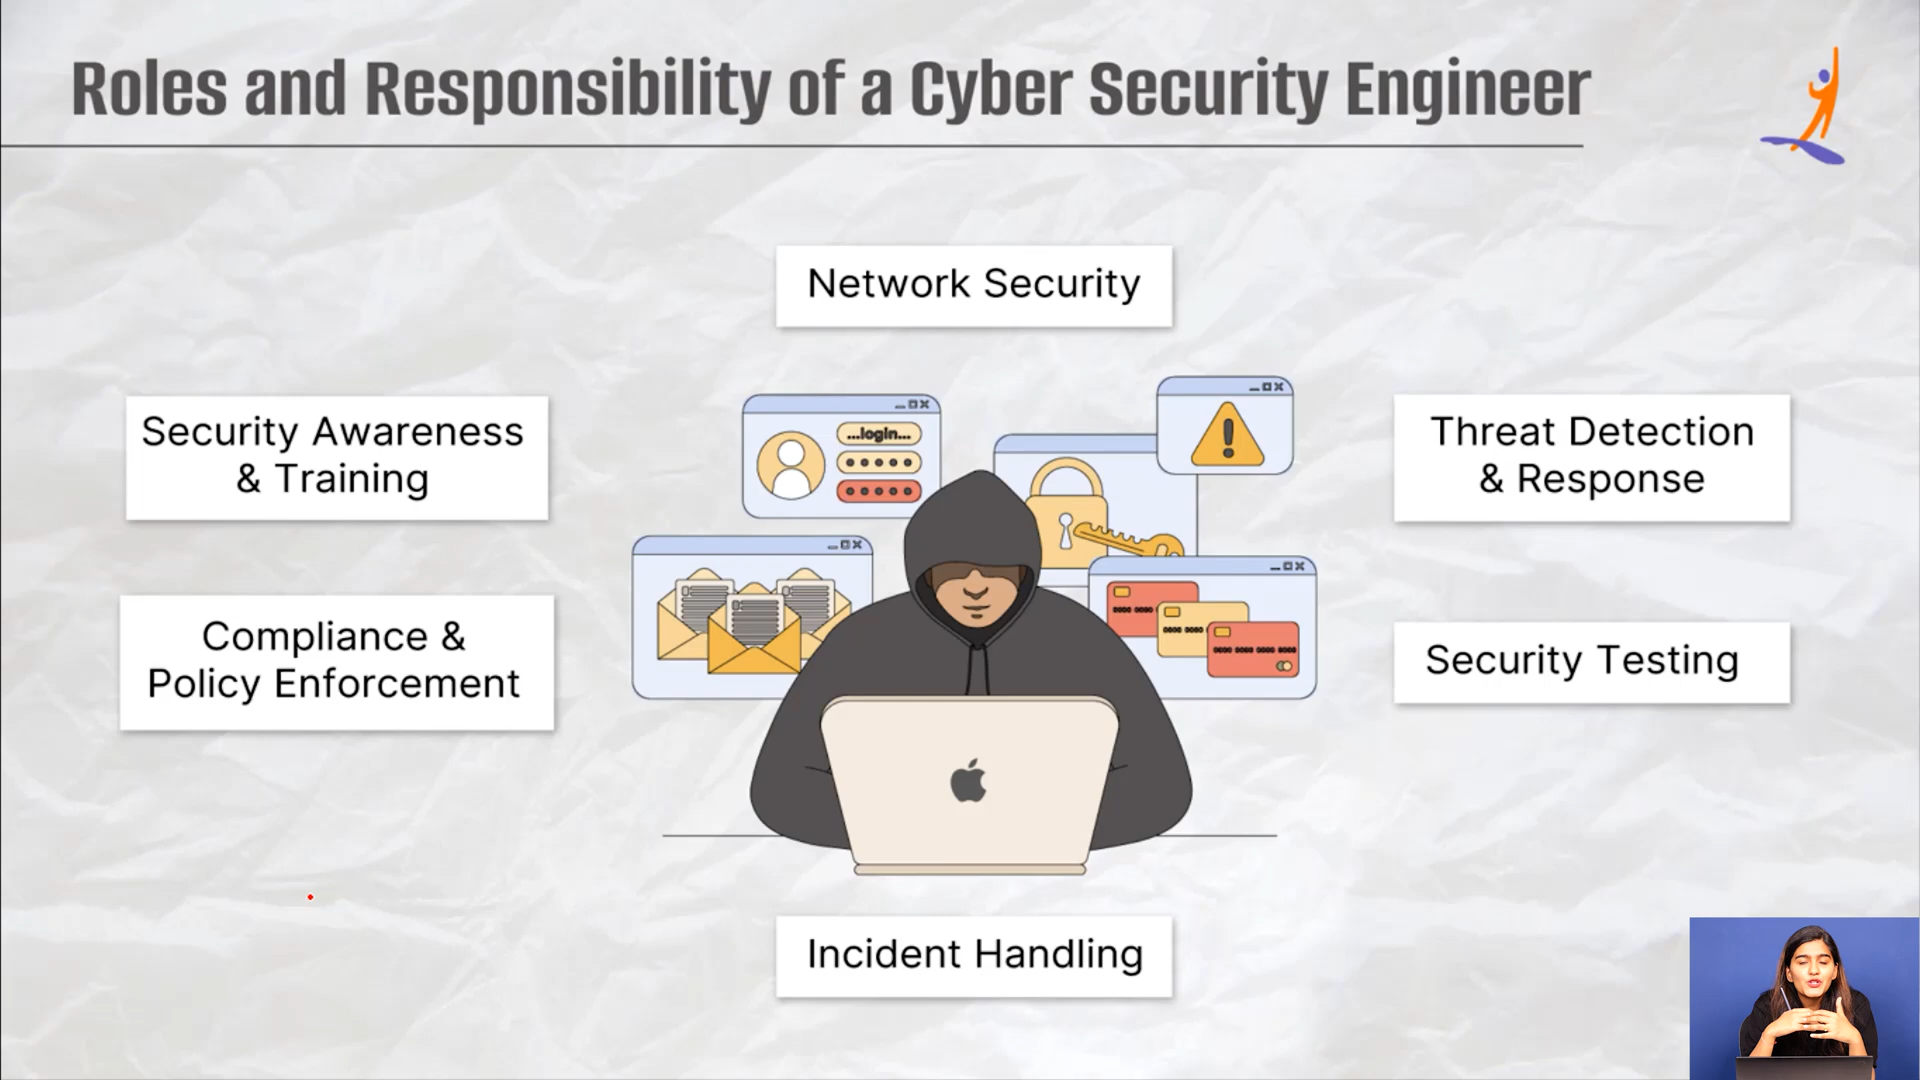 Roles and Responsibility of a Cyber Security Engineer
Network Security
Security Awareness
& Training
Threat Detection
& Response
...login...
Compliance &
Policy Enforcement
Security Testing
Incident Handling